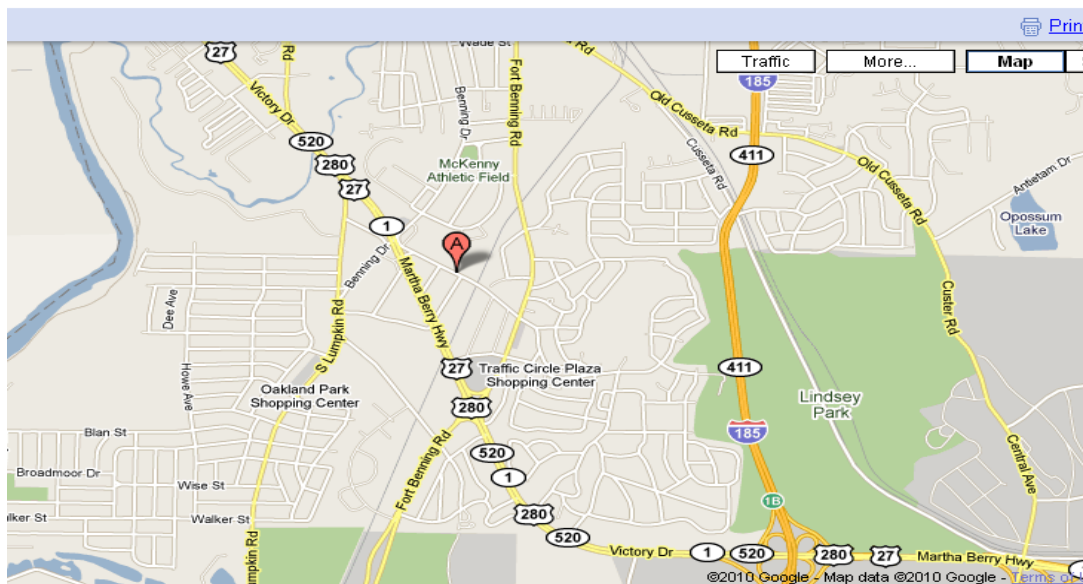 Print
Traffic
More...
Map
27
Wade St
Rd
Cusseta Rd
185
Victory Dr
Benning Dr
Fort Benning Rd
Old Cusseta Rd
520
280
27
McKenny
Athletic Field
Cusseta Rd
411
Old Cusseta Rd
Antietam Dr
Opossum
Lake
1
A
Benning Dr
Martha Berry Hwy
Dee Ave
S Lumpkin Rd
Custer Rd
Howe Ave
27
Traffic Circle Plaza
Shopping Center
411
Oakland Park
Shopping Center
280
Lindsey
Park
185
Blan St
Fort Benning Rd
520
1
Central Ave
Broadmoor Dr
Wise St
280
1B
Walker St
520
Lumpkin Rd
Victory Dr
1
520
280
27
Martha Berry Hwy
©2010 Google - Map data ©2010 Google - Terms of